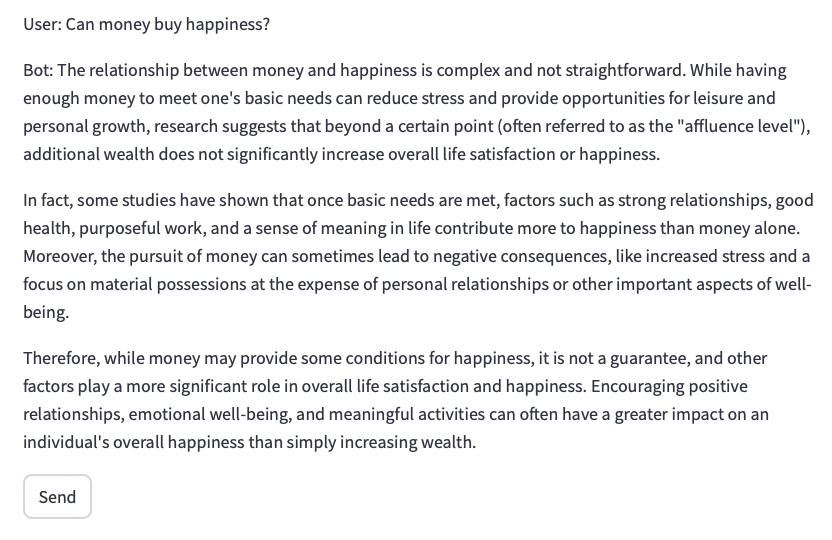 User: Can money buy happiness?
Bot: The relationship between money and happiness is complex and not straightforward. While having
enough money to meet one's basic needs can reduce stress and provide opportunities for leisure and
personal growth, research suggests that beyond a certain point (often referred to as the "affluence level"),
additional wealth does not significantly increase overall life satisfaction or happiness.
In fact, some studies have shown that once basic needs are met, factors such as strong relationships, good
health, purposeful work, and a sense of meaning in life contribute more to happiness than money alone.
Moreover, the pursuit of money can sometimes lead to negative consequences, like increased stress and a
focus on material possessions at the expense of personal relationships or other important aspects of well-
being.
Therefore, while money may provide some conditions for happiness, it is not a guarantee, and other
factors play a more significant role in overall life satisfaction and happiness. Encouraging positive
relationships, emotional well-being, and meaningful activities can often have a greater impact on an
individual's overall happiness than simply increasing wealth.
Send